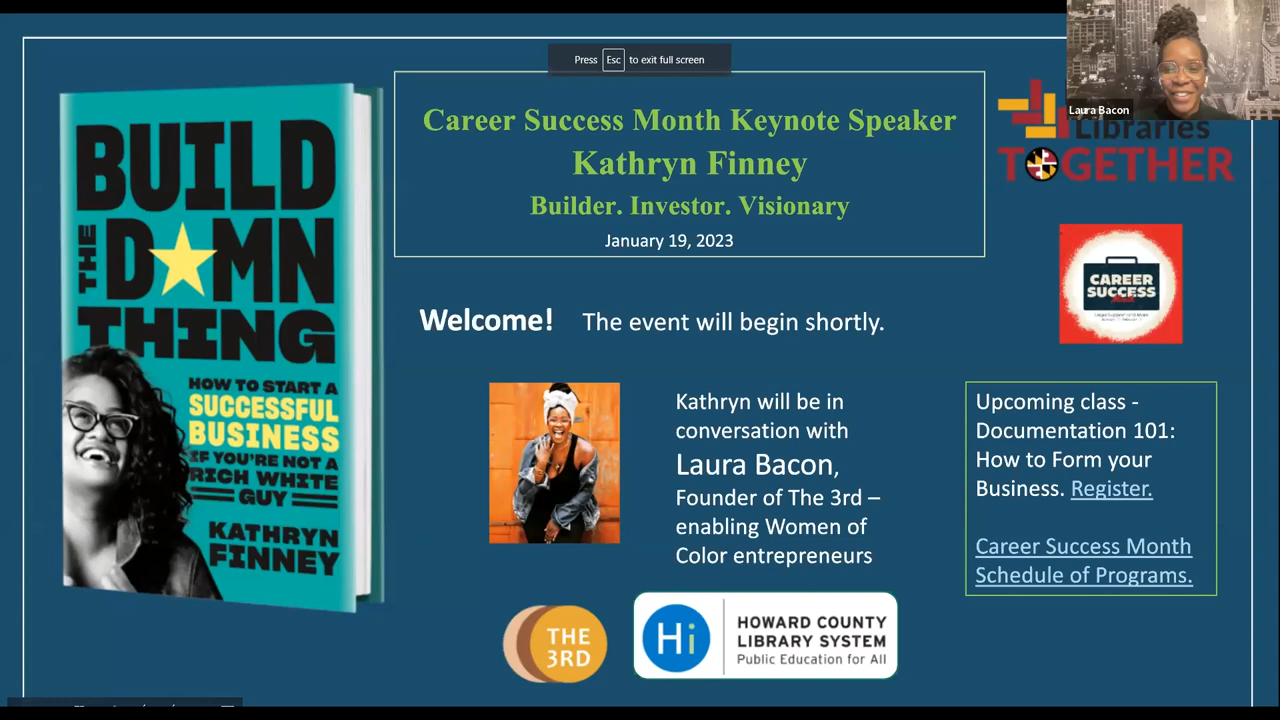 Press Esc to exit full screen
Laura Bacon
BUILD
THE
D MN
THING
HOW TO START A
SUCCESSFUL
BUSINESS
IF YOU'RE NOT A
RICH WHITE
GUY
KATHRYN
FINNEY
Career Success Month Keynote Speaker
Kathryn Finney
Builder. Investor. Visionary
January 19, 2023
Libraries
TOGETHER
CAREER
SUCCESS
Welcome! The event will begin shortly.
Kathryn will be in
conversation with
Laura Bacon,
Founder of The 3rd –
enabling Women of
Color entrepreneurs
Upcoming class -
Documentation 101:
How to Form your
Business. Register.
Career Success Month
Schedule of Programs.
THE
3RD
Hi
HOWARD COUNTY
LIBRARY SYSTEM
Public Education for All